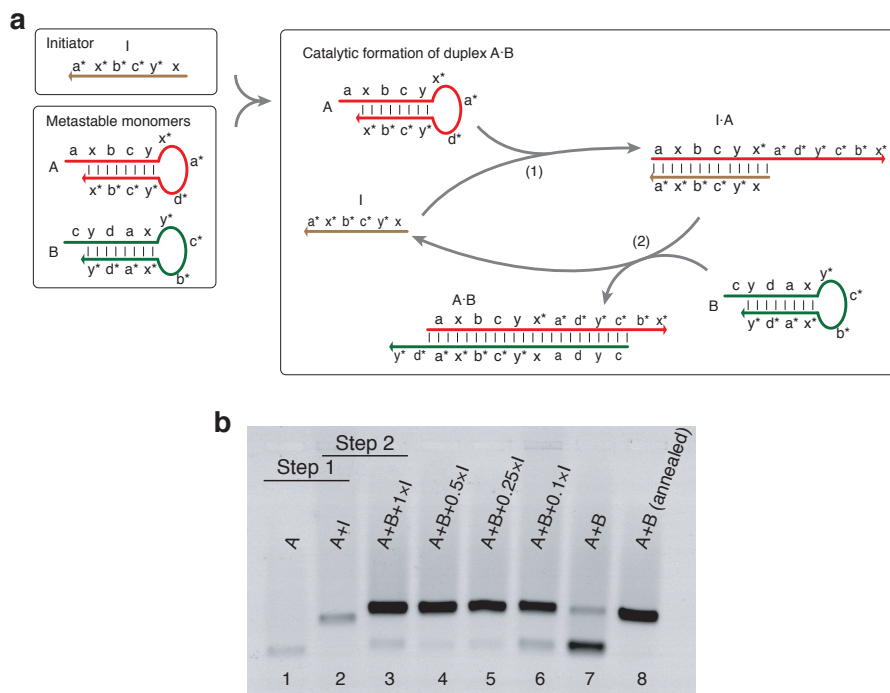 a
Initiator
I
a* x* b* c* y* x
Metastable monomers
A
a x b c y
x*
a*
d*
x* b* c* y*
B
c y d a x
y*
c*
b*
y* d* a* x*
Catalytic formation of duplex A·B
A
a x b c y
x*
a*
d*
x* b* c* y*
(1)
I·A
a x b c y x* a* d* y* c* b* x*
a* x* b* c* y* x
I
a* x* b* c* y* x
(2)
B
c y d a x
y*
c*
b*
y* d* a* x*
A·B
a x b c y x* a* d* y* c* b* x*
y* d* a* x* b* c* y* x a d y c
b
Step 1
Step 2
A
A+I
A+B+1×I
A+B+0.5×I
A+B+0.25×I
A+B+0.1×I
A+B
A+B (annealed)
1 2 3 4 5 6 7 8